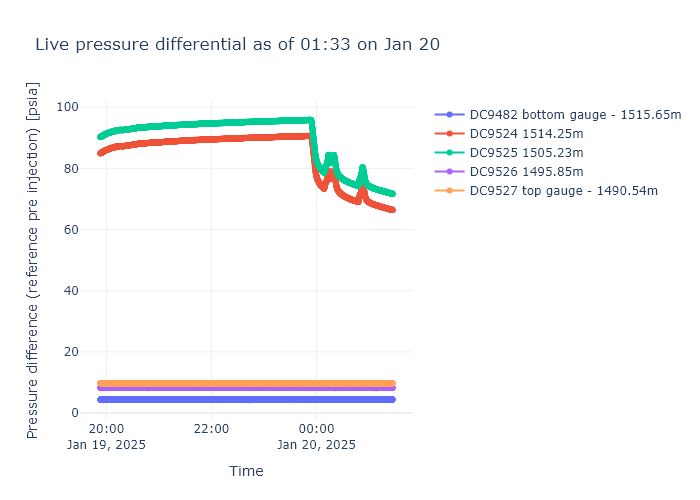 Live pressure differential as of 01:33 on Jan 20
Pressure difference (reference pre injection) [psia]
100
80
60
40
20
0
20:00
Jan 19, 2025
22:00
00:00
Jan 20, 2025
Time
DC9482 bottom gauge - 1515.65m
DC9524 1514.25m
DC9525 1505.23m
DC9526 1495.85m
DC9527 top gauge - 1490.54m